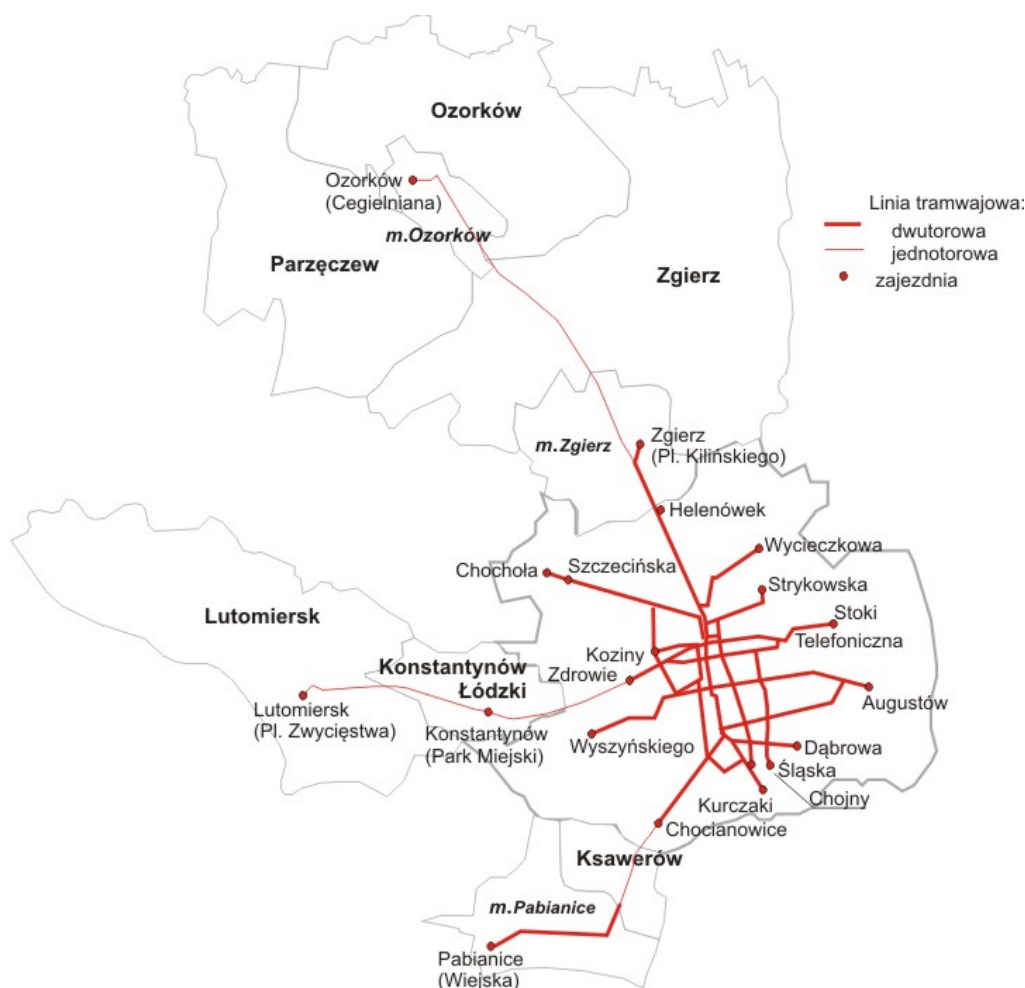 Ozorków
Ozorków
(Cegielniana)
m.Ozorków
Parzęczew
Zgierz
Linia tramwajowa:
dwutorowa
jednotorowa
zajezdnia
m.Zgierz
Zgierz
(Pl. Kilińskiego)
Helenówek
Wycieczkowa
Chochoła
Szczecińska
Strykowska
Stoki
Telefoniczna
Lutomiersk
Koziny
Konstantynów
Łódzki
Zdrowie
Augustów
Lutomiersk
(Pl. Zwycięstwa)
Konstantynów
(Park Miejski)
Wyszyńskiego
Dąbrowa
Śląska
Chojny
Kurczaki
Chocianowice
Ksawerów
m.Pabianice
Pabianice
(Wiejska)